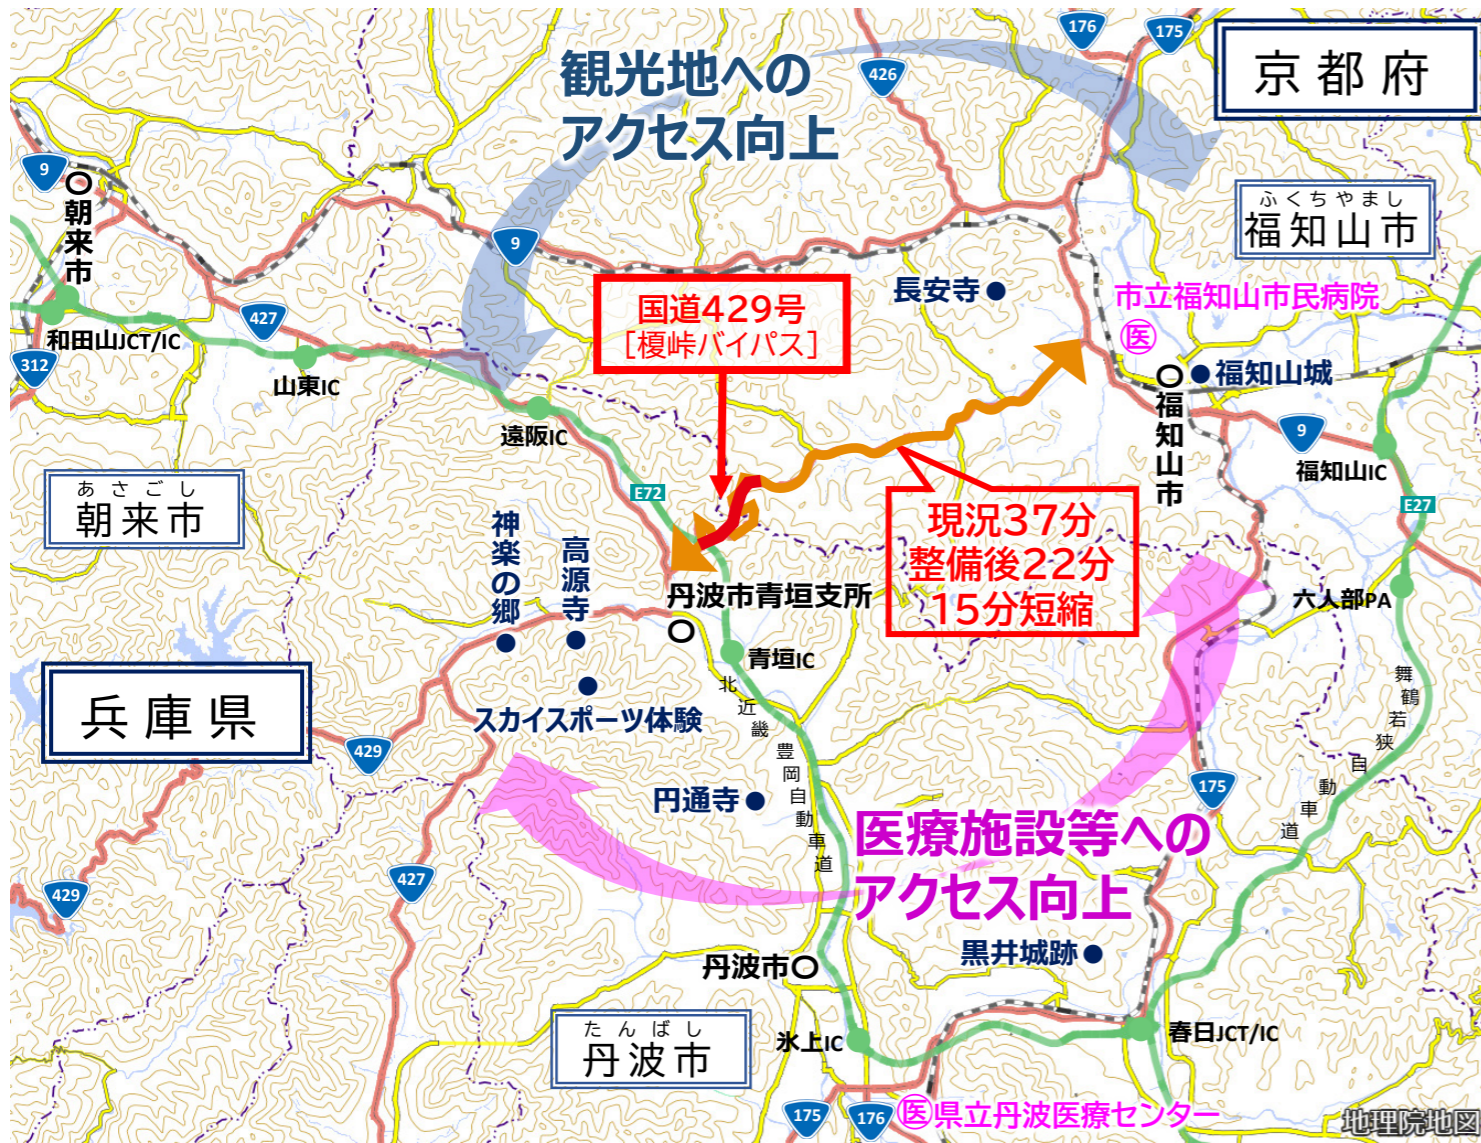 176
175
京都府
観光地への
アクセス向上
426
9
朝来市
ふくちやまし
福知山市
9
長安寺
市立福知山市民病院
医
国道429号
[榎峠バイパス]
427
和田山JCT/IC
312
山東IC
福知山城
福知山市
遠阪IC
9
福知山IC
E72
E27
あさごし
朝来市
神楽の郷
高源寺
現況37分
整備後22分
15分短縮
丹波市青垣支所
六人部PA
青垣IC
北近畿豊岡自動車道
舞鶴若狭自動車道
兵庫県
スカイスポーツ体験
429
円通寺
175
医療施設等への
アクセス向上
427
429
黒井城跡
丹波市
たんばし
丹波市
氷上IC
春日JCT/IC
175
176
医県立丹波医療センター
地理院地図